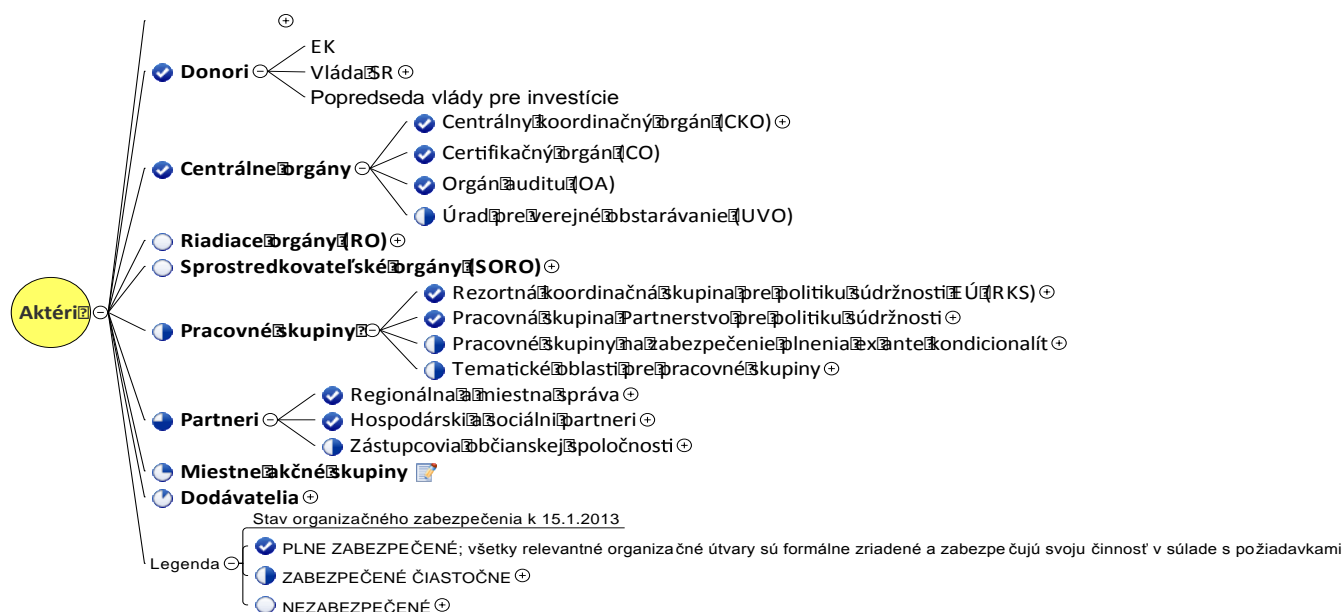 Donori
EK
Vláda SR
Popredseda vlády pre investície
Centrálne orgány
Centrálny koordinačný orgán (CKO)
Certifikačný orgán (CO)
Orgán auditu (OA)
Úrad pre verejné obstarávanie (UVO)
Riadiace orgány (RO)
Sprostredkovateľské orgány (SORO)
Aktéri
Pracovné skupiny
Rezortná koordinačná skupina pre politiku súdržnosti EÚ (RKS)
Pracovná skupina Partnerstvo pre politiku súdržnosti
Pracovné skupiny na zabezpečenie plnenia ex ante kondicionalít
Tematické oblasti pre pracovné skupiny
Partneri
Regionálna a miestna správa
Hospodárski a sociálni partneri
Zástupcovia občianskej spoločnosti
Miestne akčné skupiny
Dodávatelia
Legenda
Stav organizačného zabezpečenia k 15.1.2013
PLNE ZABEZPEČENÉ; všetky relevantné organizačné útvary sú formálne zriadené a zabezpečujú svoju činnosť v súlade s požiadavkami
ZABEZPEČENÉ ČIASTOČNE
NEZABEZPEČENÉ